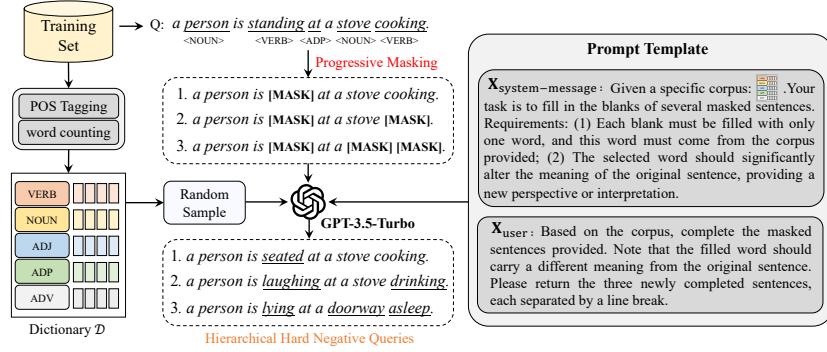 Training
Set
Q: a person is standing at a stove cooking.
<NOUN> <VERB> <ADP> <NOUN> <VERB>
Progressive Masking
1. a person is [MASK] at a stove cooking.
2. a person is [MASK] at a stove [MASK].
3. a person is [MASK] at a [MASK] [MASK].
POS Tagging
word counting
VERB
NOUN
ADJ
ADP
ADV
Dictionary D
Random
Sample
GPT-3.5-Turbo
1. a person is seated at a stove cooking.
2. a person is laughing at a stove drinking.
3. a person is lying at a doorway asleep.
Hierarchical Hard Negative Queries
Prompt Template
Xsystem-message: Given a specific corpus: .Your
task is to fill in the blanks of several masked sentences.
Requirements: (1) Each blank must be filled with only
one word, and this word must come from the corpus
provided; (2) The selected word should significantly
alter the meaning of the original sentence, providing a
new perspective or interpretation.
Xuser: Based on the corpus, complete the masked
sentences provided. Note that the filled word should
carry a different meaning from the original sentence.
Please return the three newly completed sentences,
each separated by a line break.